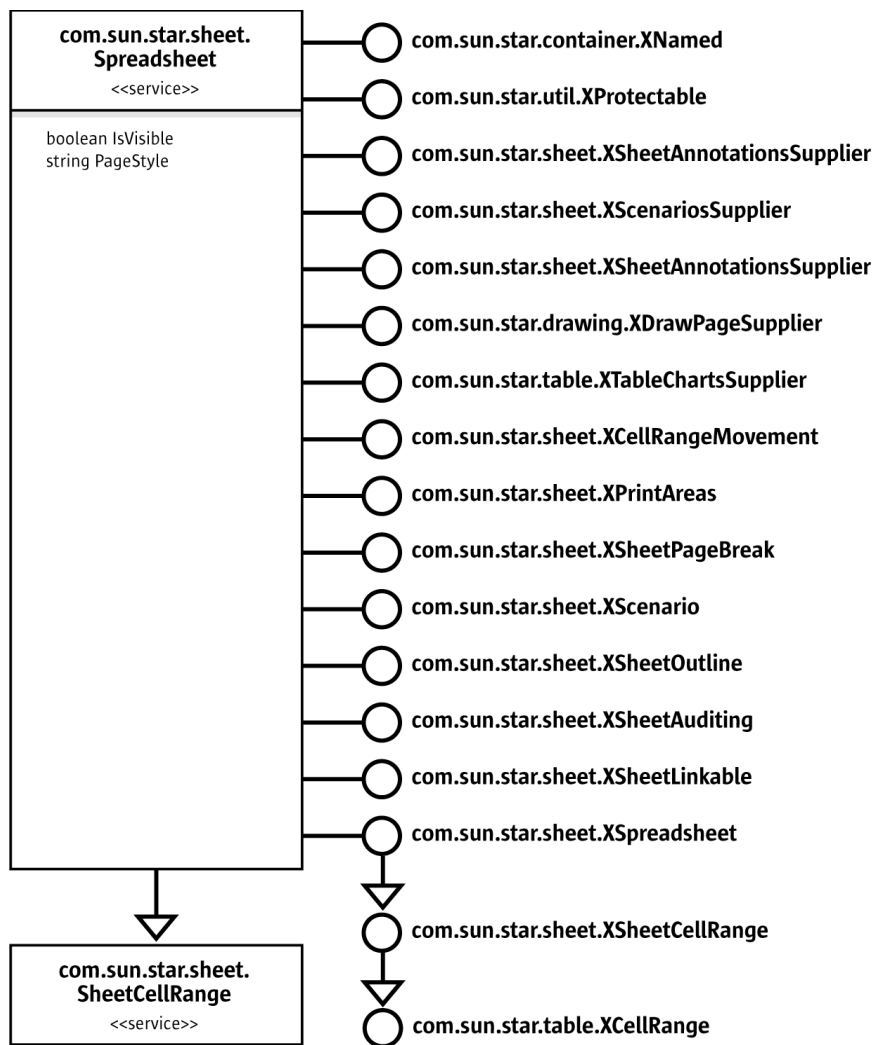 com.sun.star.sheet.
Spreadsheet
<<service>>
boolean IsVisible
string PageStyle
com.sun.star.container.XNamed
com.sun.star.util.XProtectable
com.sun.star.sheet.XSheetAnnotationsSupplier
com.sun.star.sheet.XScenariosSupplier
com.sun.star.sheet.XSheetAnnotationsSupplier
com.sun.star.drawing.XDrawPageSupplier
com.sun.star.table.XTableChartsSupplier
com.sun.star.sheet.XCellRangeMovement
com.sun.star.sheet.XPrintAreas
com.sun.star.sheet.XSheetPageBreak
com.sun.star.sheet.XScenario
com.sun.star.sheet.XSheetOutline
com.sun.star.sheet.XSheetAuditing
com.sun.star.sheet.XSheetLinkable
com.sun.star.sheet.XSpreadsheet
com.sun.star.sheet.XSheetCellRange
com.sun.star.table.XCellRange
com.sun.star.sheet.
SheetCellRange
<<service>>